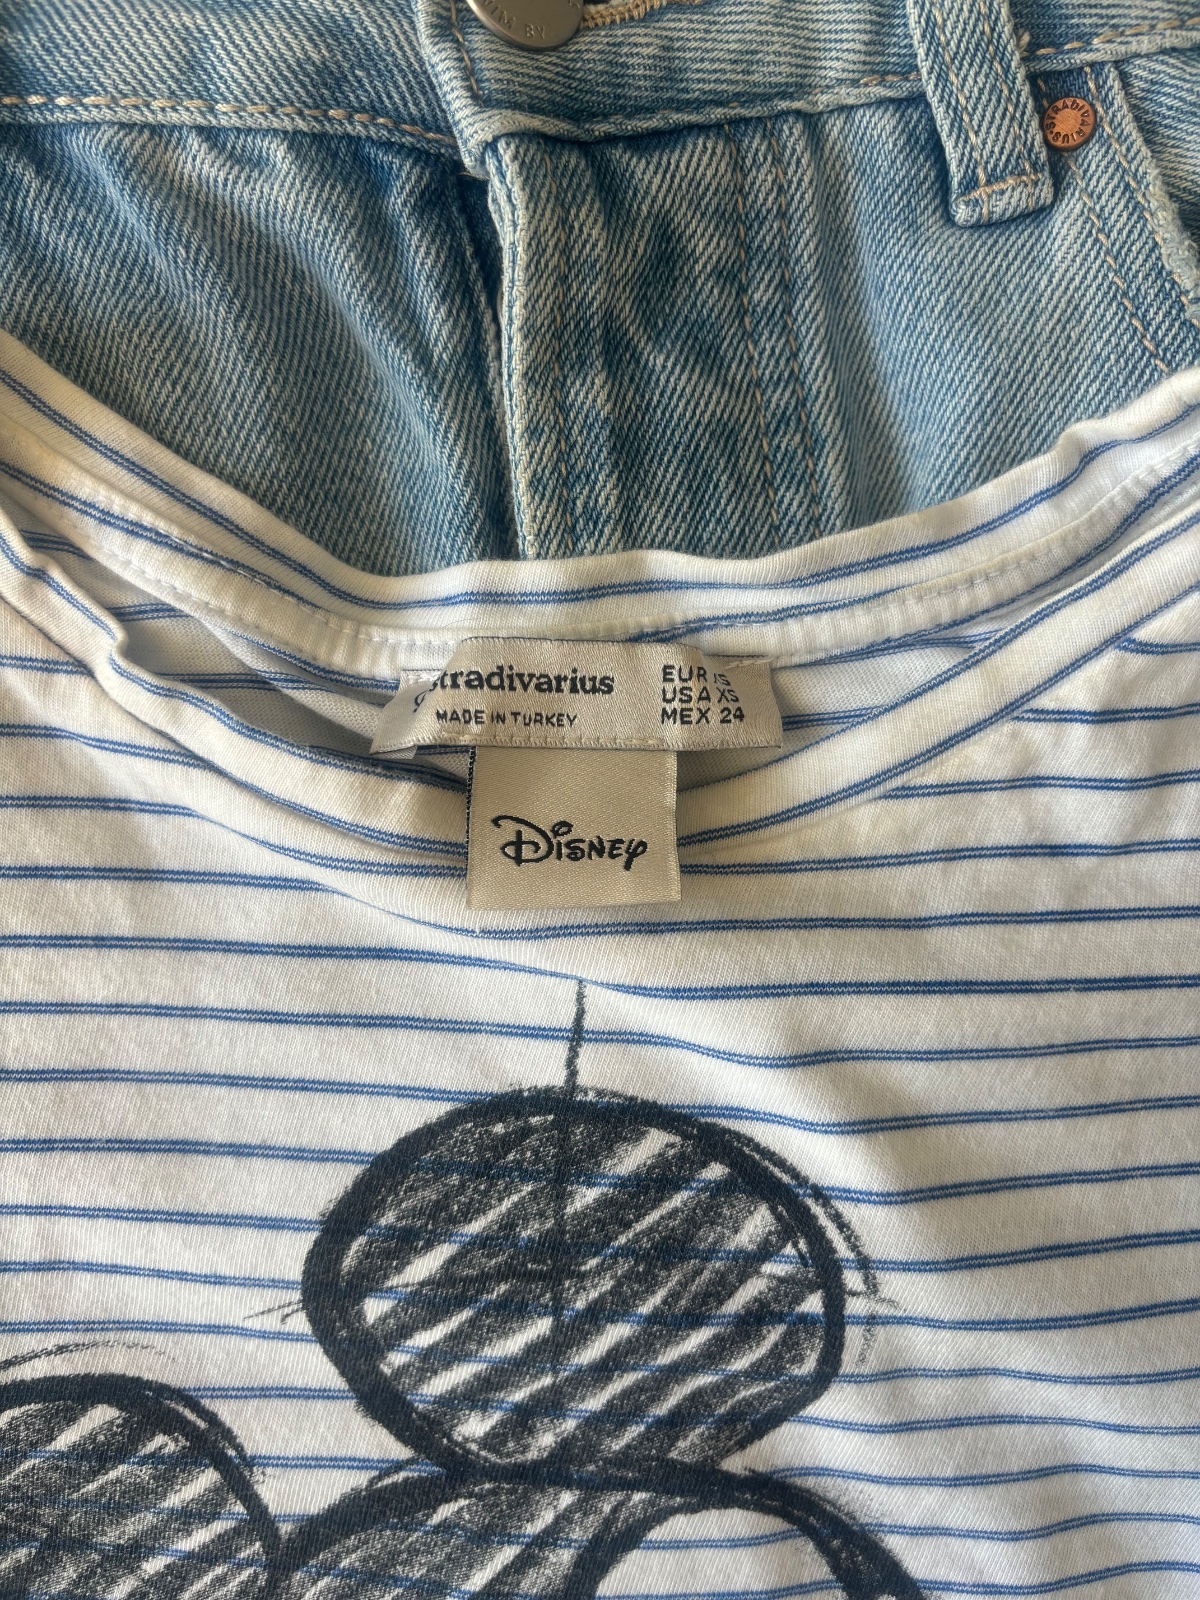 STRADIVARIUS
stradivarius
MADE IN TURKEY
EUR XS
USA XS
MEX 24
Disney